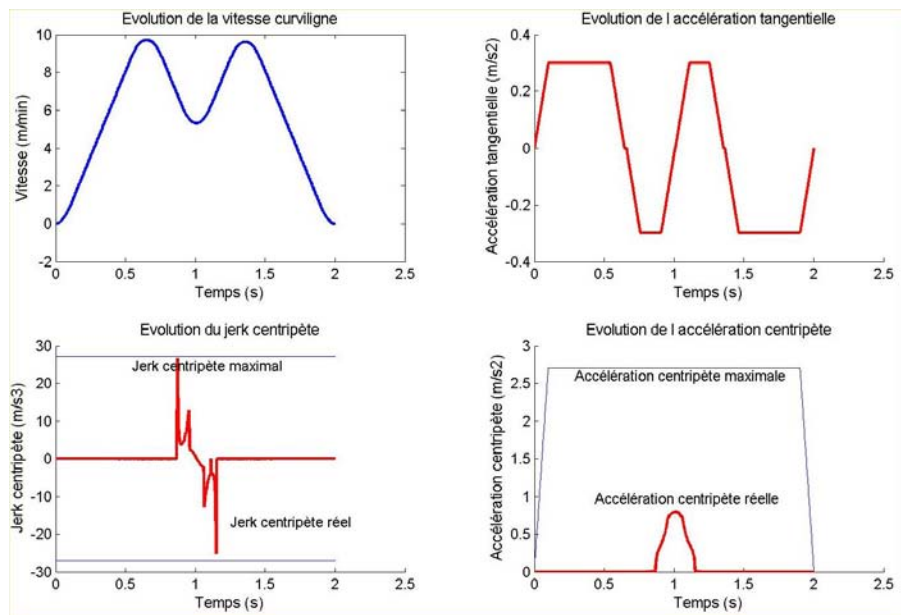 Evolution de la vitesse curviligne
Vitesse (m/min)
10
8
6
4
2
0
-2
0 0.5 1 1.5 2 2.5
Temps (s)
Evolution de l accélération tangentielle
Accélération tangentielle (m/s2)
0.4
0.2
0
-0.2
-0.4
0 0.5 1 1.5 2 2.5
Temps (s)
Evolution du jerk centripète
Jerk centripète (m/s3)
30
20
10
0
-10
-20
-30
Jerk centripète maximal
Jerk centripète réel
0 0.5 1 1.5 2 2.5
Temps (s)
Evolution de l accélération centripète
Accélération centripète (m/s2)
3
2.5
2
1.5
1
0.5
0
Accélération centripète maximale
Accélération centripète réelle
0 0.5 1 1.5 2 2.5
Temps (s)